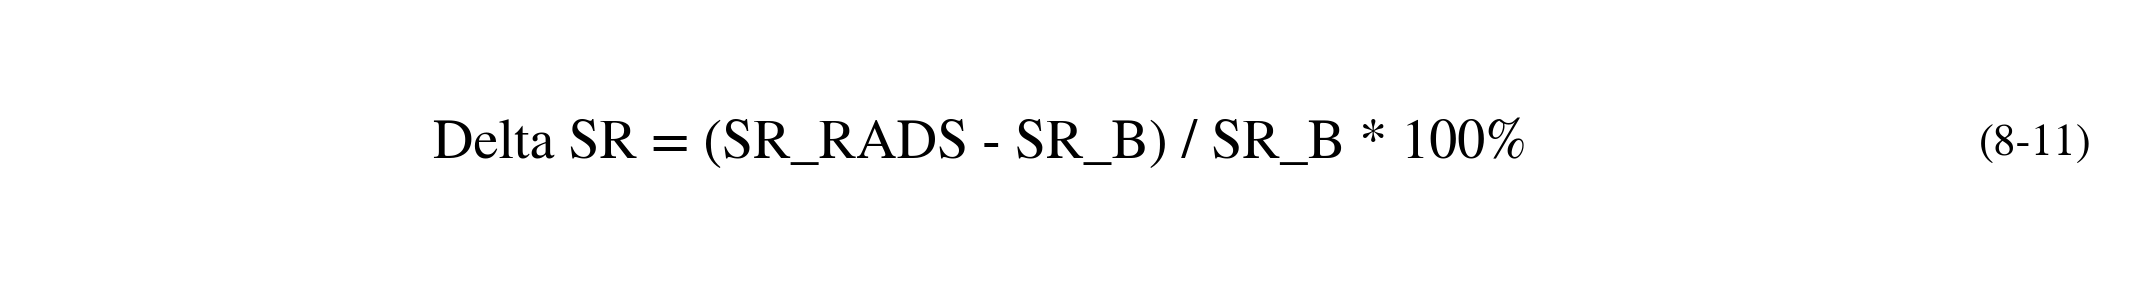 Delta SR = (SR_RADS - SR_B) / SR_B * 100% (8-11)